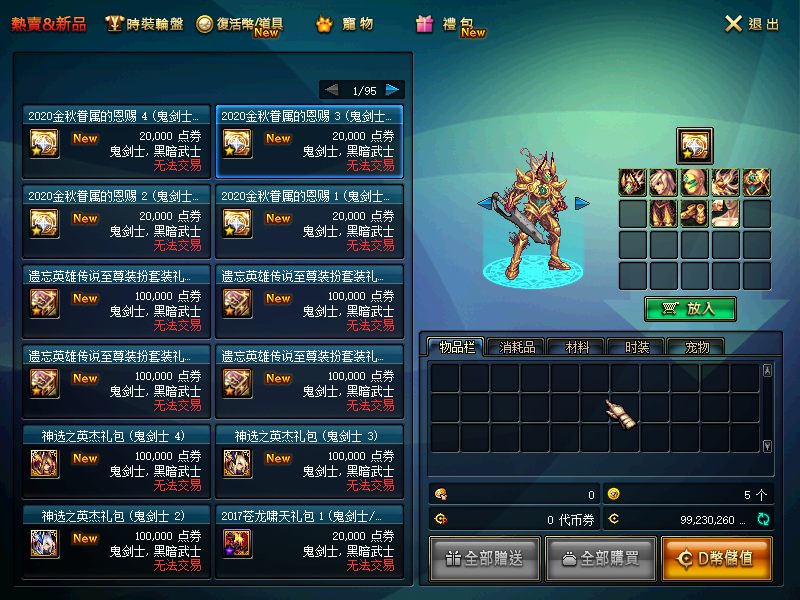 熱賣&新品
時裝輪盤
復活幣/道具
New
寵物
禮包
New
退出
1/95
2020金秋眷属的恩赐 4 (鬼剑士...
New
20,000 点券
鬼剑士, 黑暗武士
无法交易
2020金秋眷属的恩赐 3 (鬼剑士...
New
20,000 点券
鬼剑士, 黑暗武士
无法交易
2020金秋眷属的恩赐 2 (鬼剑士...
New
20,000 点券
鬼剑士, 黑暗武士
无法交易
2020金秋眷属的恩赐 1 (鬼剑士...
New
20,000 点券
鬼剑士, 黑暗武士
无法交易
遗忘英雄传说至尊装扮套装礼...
New
100,000 点券
鬼剑士, 黑暗武士
无法交易
遗忘英雄传说至尊装扮套装礼...
New
100,000 点券
鬼剑士, 黑暗武士
无法交易
遗忘英雄传说至尊装扮套装礼...
New
100,000 点券
鬼剑士, 黑暗武士
无法交易
遗忘英雄传说至尊装扮套装礼...
New
100,000 点券
鬼剑士, 黑暗武士
无法交易
神选之英杰礼包 (鬼剑士 4)
New
100,000 点券
鬼剑士, 黑暗武士
无法交易
神选之英杰礼包 (鬼剑士 3)
New
100,000 点券
鬼剑士, 黑暗武士
无法交易
神选之英杰礼包 (鬼剑士 2)
New
100,000 点券
鬼剑士, 黑暗武士
无法交易
2017苍龙啸天礼包 1 (鬼剑士/...
20,000 点券
鬼剑士, 黑暗武士
无法交易
放入
物品栏
消耗品
材料
时装
宠物
0
5 个
0 代币券
99,230,260 ...
全部贈送
全部購買
D幣儲值